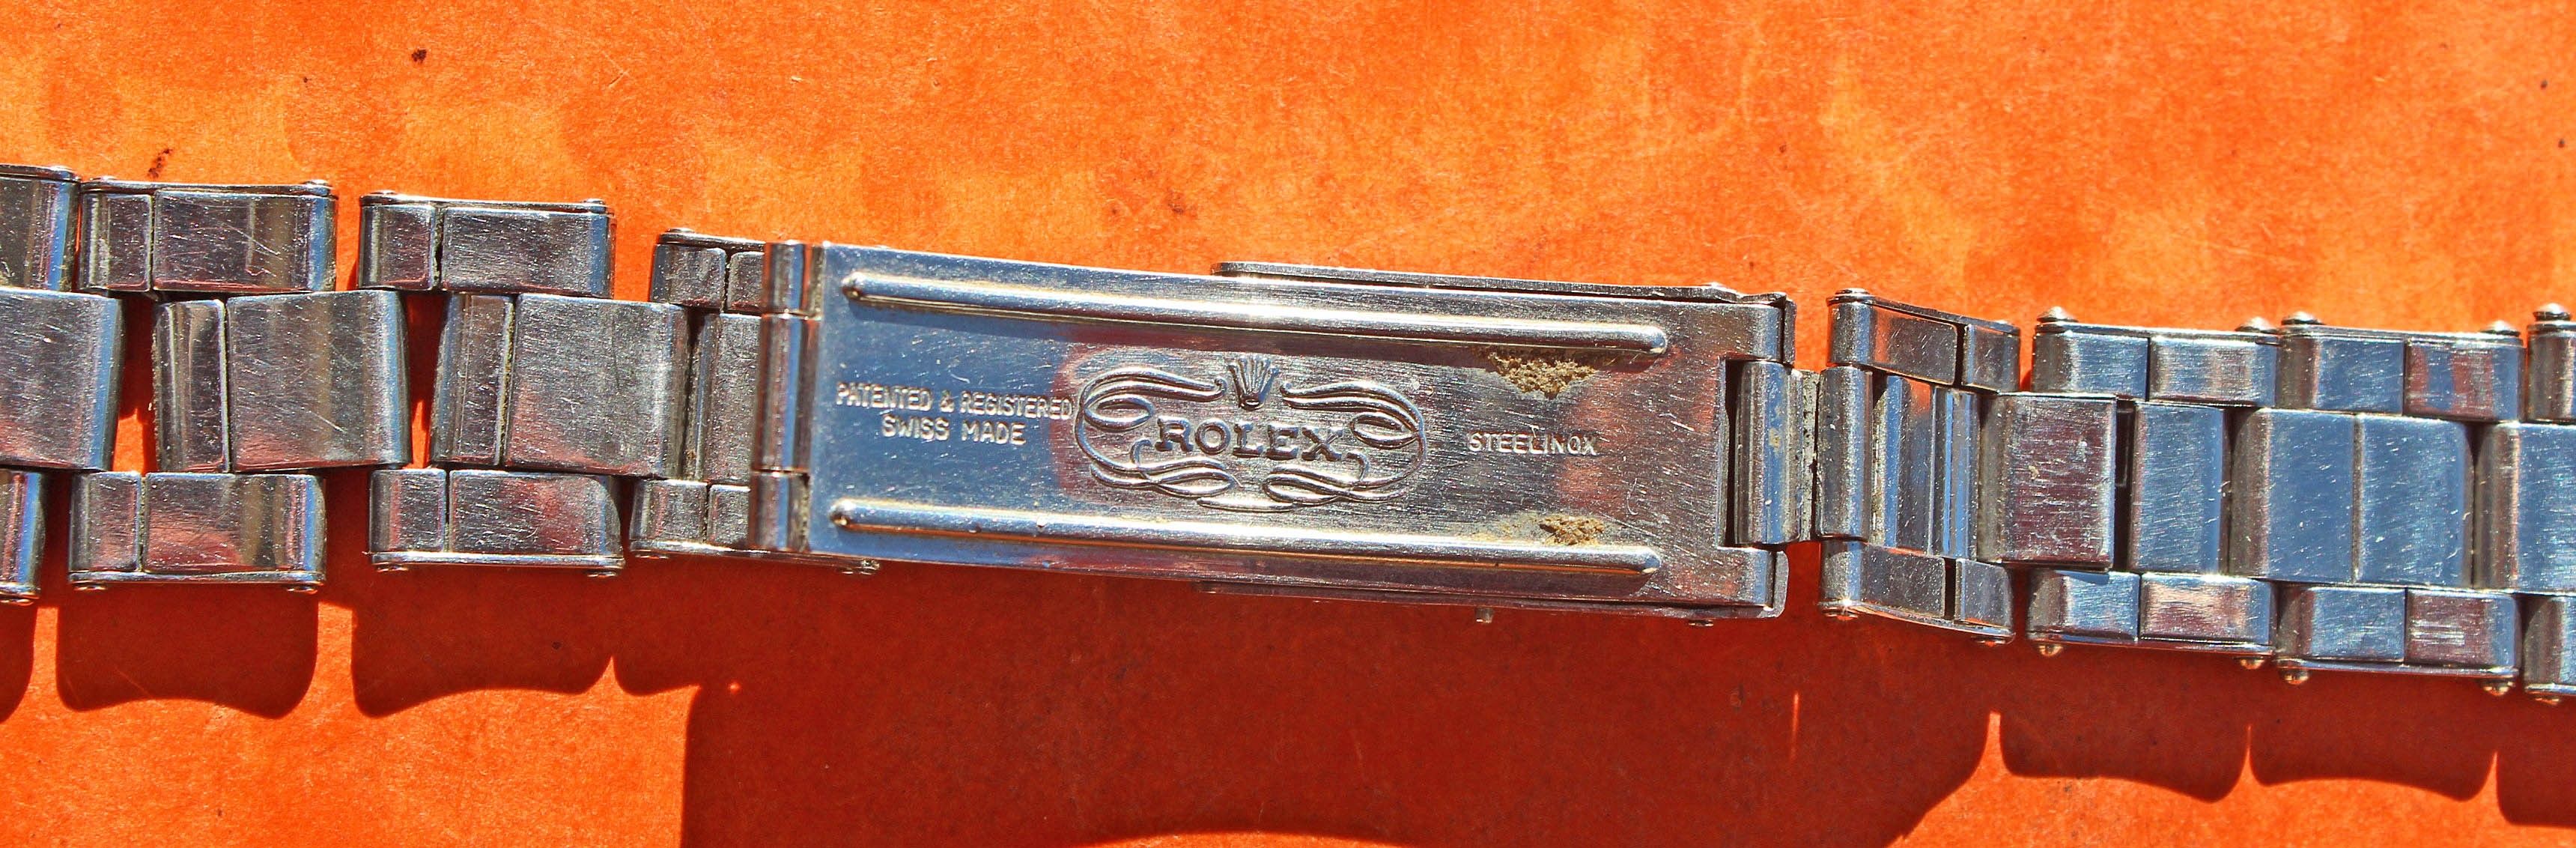 PATENTED & REGISTERED
SWISS MADE
ROLEX
STEELINOX